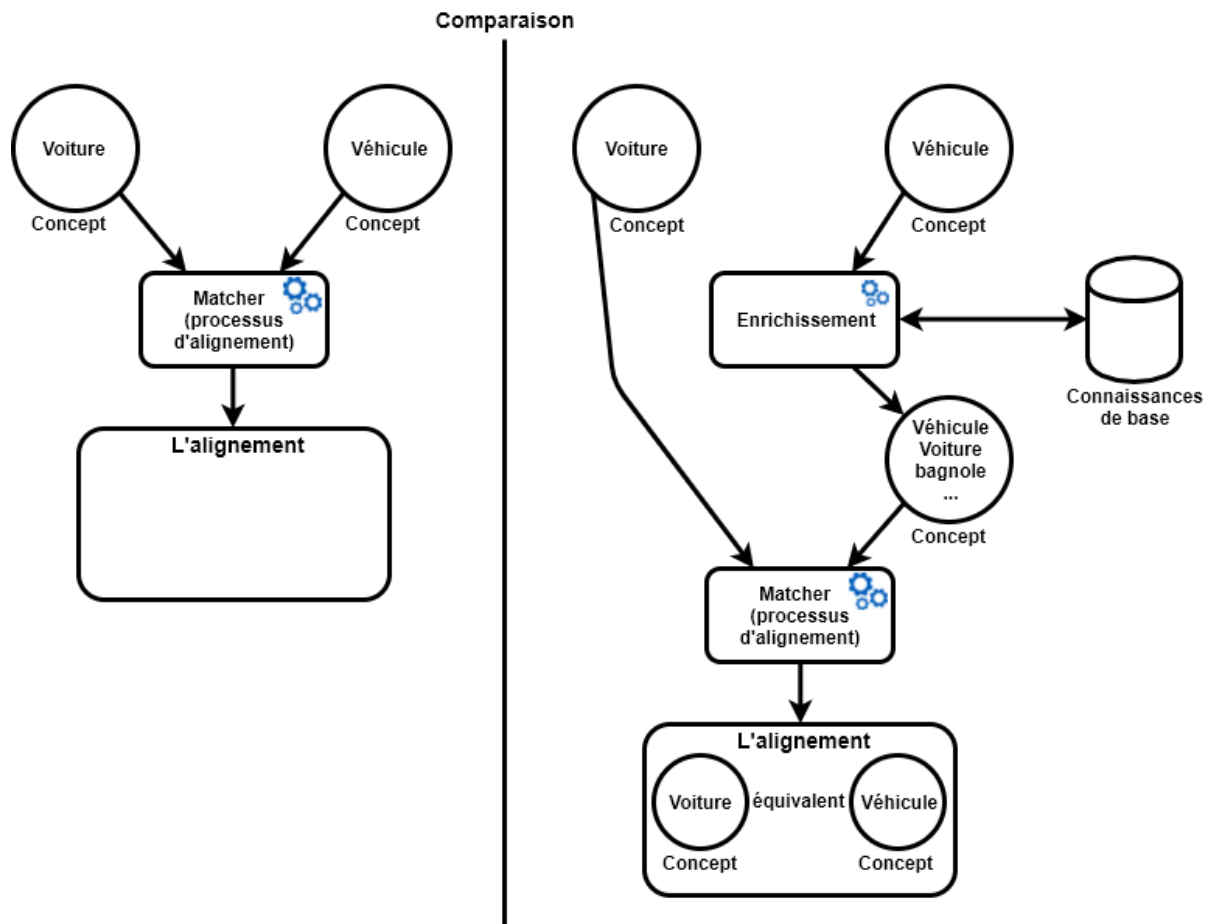 Comparaison
Voiture
Véhicule
Concept
Concept
Matcher
(processus
d'alignement)
L'alignement
Voiture
Véhicule
Concept
Concept
Enrichissement
Connaissances
de base
Véhicule
Voiture
bagnole
...
Concept
Matcher
(processus
d'alignement)
L'alignement
Voiture
équivalent
Véhicule
Concept
Concept